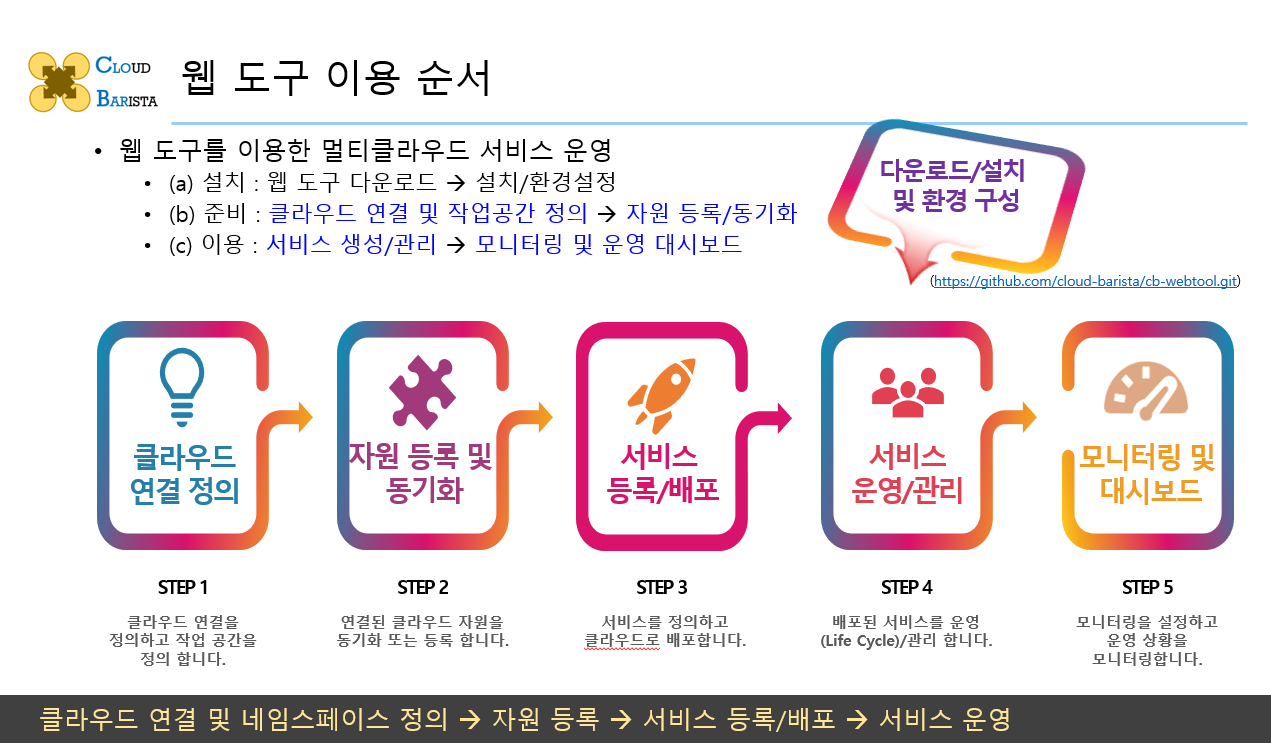 CLOUD
BARISTA
웹 도구 이용 순서
• 웹 도구를 이용한 멀티클라우드 서비스 운영
• (a) 설치 : 웹 도구 다운로드 → 설치/환경설정
• (b) 준비 : 클라우드 연결 및 작업공간 정의 → 자원 등록/동기화
• (c) 이용 : 서비스 생성/관리 → 모니터링 및 운영 대시보드
다운로드/설치
및 환경 구성
(https://github.com/cloud-barista/cb-webtool.git)
클라우드
연결 정의
자원 등록 및
동기화
서비스
등록/배포
서비스
운영/관리
모니터링 및
대시보드
STEP 1
클라우드 연결을
정의하고 작업 공간을
정의 합니다.
STEP 2
연결된 클라우드 자원을
동기화 또는 등록 합니다.
STEP 3
서비스를 정의하고
클라우드로 배포합니다.
STEP 4
배포된 서비스를 운영
(Life Cycle)/관리 합니다.
STEP 5
모니터링을 설정하고
운영 상황을
모니터링합니다.
클라우드 연결 및 네임스페이스 정의 → 자원 등록 → 서비스 등록/배포 → 서비스 운영